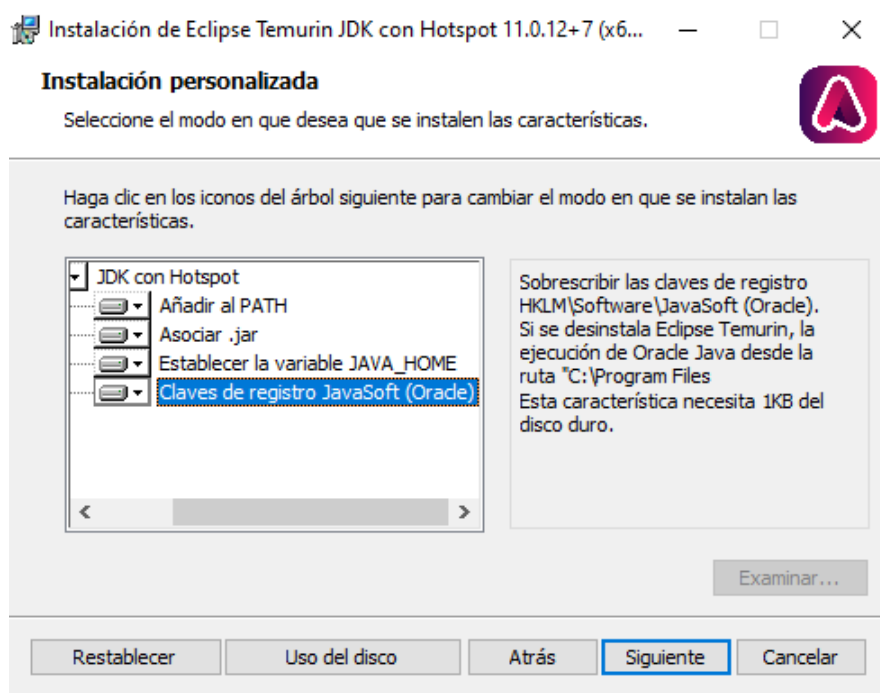 Instalación de Eclipse Temurin JDK con Hotspot 11.0.12+7 (x6...
Instalación personalizada
Seleccione el modo en que desea que se instalen las características.
Haga clic en los iconos del árbol siguiente para cambiar el modo en que se instalan las
características.
JDK con Hotspot
Añadir al PATH
Asociar .jar
Establecer la variable JAVA_HOME
Claves de registro JavaSoft (Oracle)
Sobrescribir las claves de registro
HKLM\Software\JavaSoft (Oracle).
Si se desinstala Eclipse Temurin, la
ejecución de Oracle Java desde la
ruta "C:\Program Files
Esta característica necesita 1KB del
disco duro.
Examinar...
Restablecer
Uso del disco
Atrás
Siguiente
Cancelar